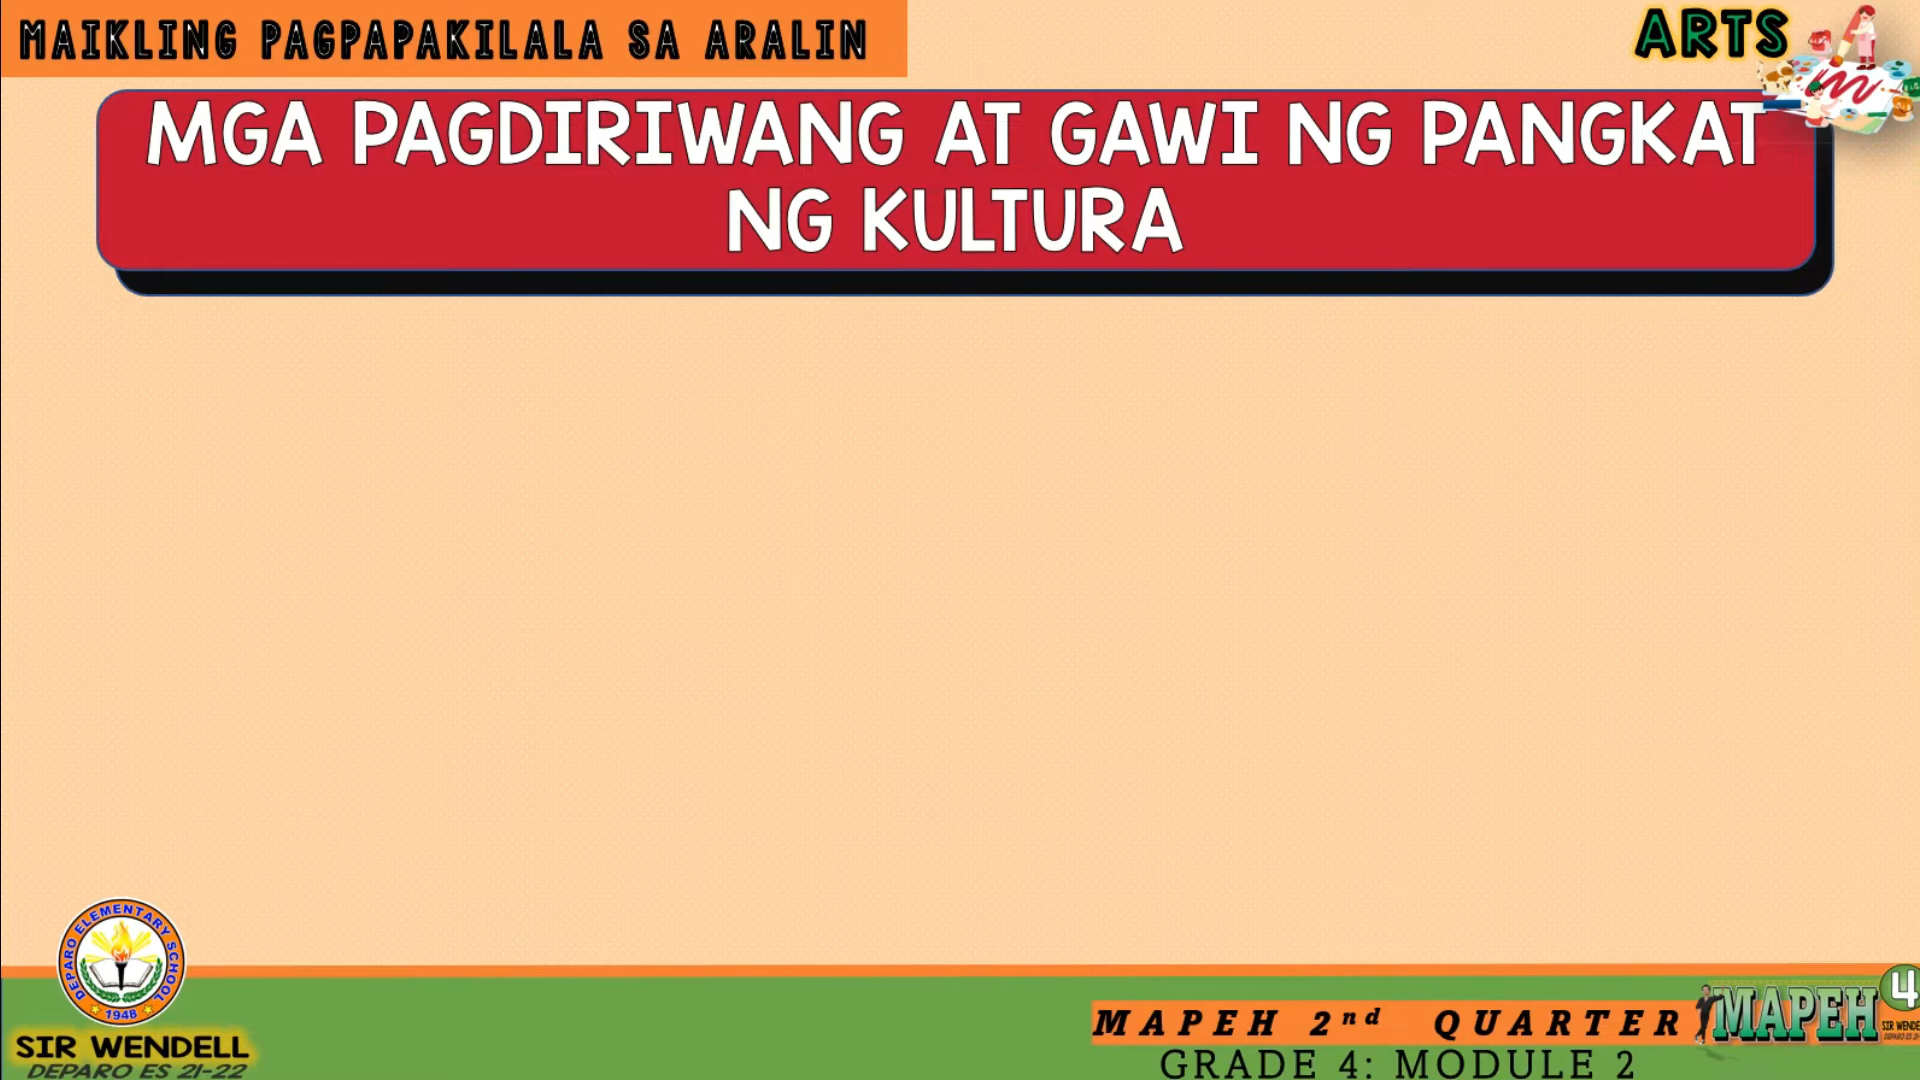 MAIKLING PAGPAPAKILALA SA ARALIN
ARTS
MGA PAGDIRIWANG AT GAWI NG PANGKAT
NG KULTURA
DEPARO ELEMENTARY SCHOOL
1948
SIR WENDELL
DEPARO ES 21-22
MAPEH 2nd QUARTER
GRADE 4: MODULE 2
MAPEH 4